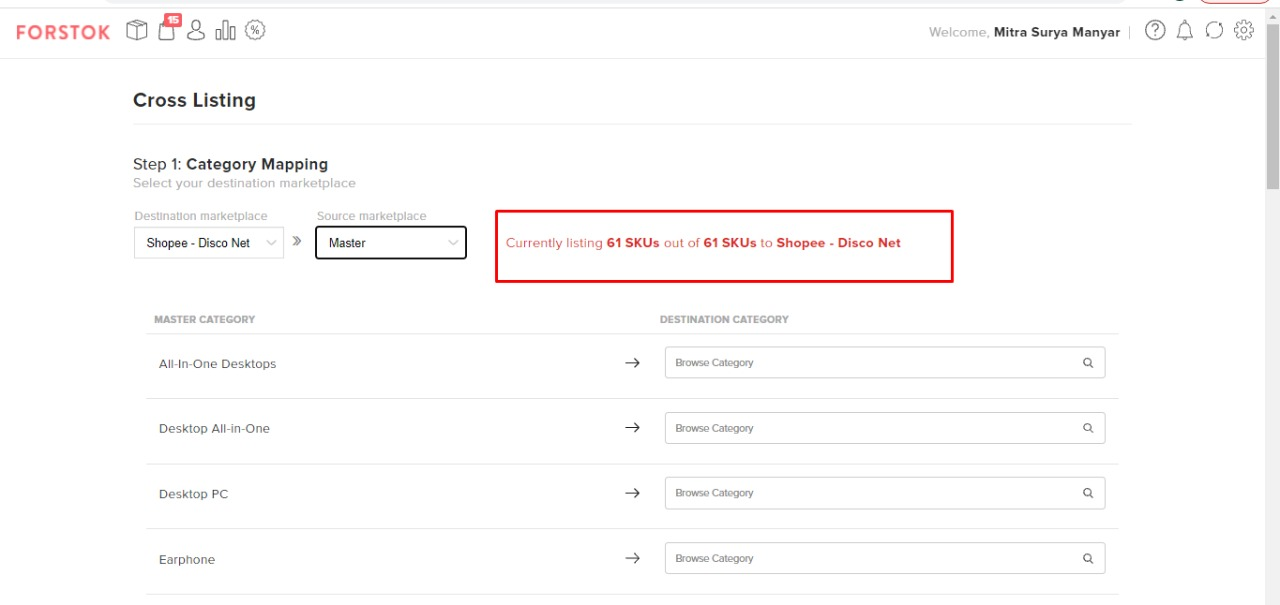 FORSTOK
15
%
Welcome, Mitra Surya Manyar
?
Cross Listing
Step 1: Category Mapping
Select your destination marketplace
Destination marketplace
Source marketplace
Shopee - Disco Net
Master
Currently listing 61 SKUs out of 61 SKUs to Shopee - Disco Net
MASTER CATEGORY
DESTINATION CATEGORY
All-In-One Desktops
Browse Category
Desktop All-in-One
Browse Category
Desktop PC
Browse Category
Earphone
Browse Category